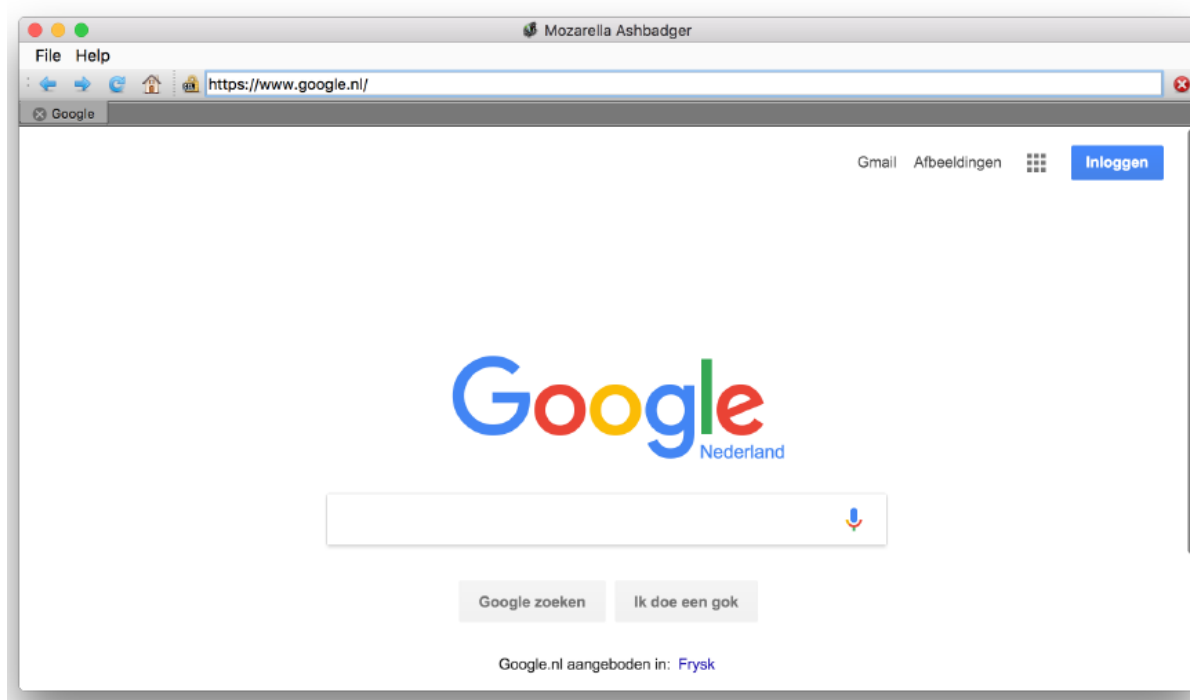 Mozarella Ashbadger
File Help
https://www.google.nl/
Google
Gmail Afbeeldingen Inloggen
Google
Nederland
Google zoeken Ik doe een gok
Google.nl aangeboden in: Frysk